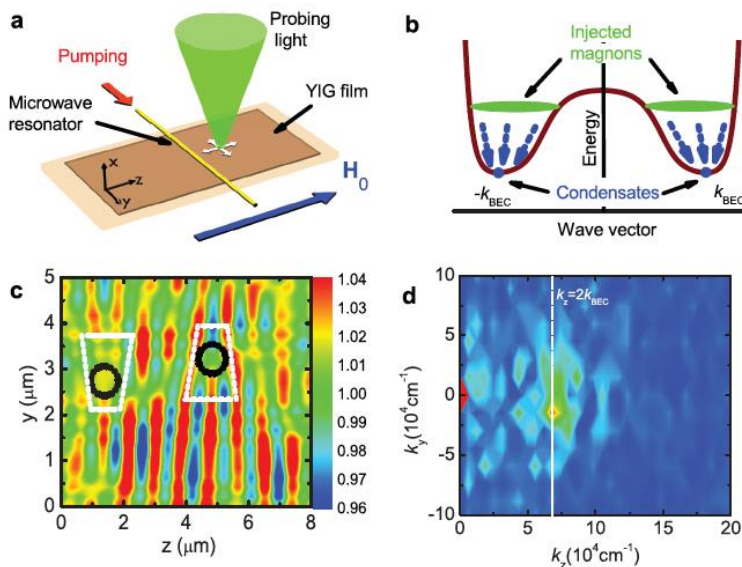 a
Probing
light
Pumping
Microwave
resonator
YIG film
x
z
y
H0
b
Injected
magnons
Energy
-kBEC
Condensates
kBEC
Wave vector
c
5
4
3
2
1
0
y (μm)
0 2 4 6 8
z (μm)
1.04
1.03
1.02
1.01
1.00
0.99
0.98
0.97
0.96
d
10
5
0
-5
-10
ky(10⁴cm⁻¹)
kz=2kBEC
0 5 10 15 20
kz(10⁴cm⁻¹)